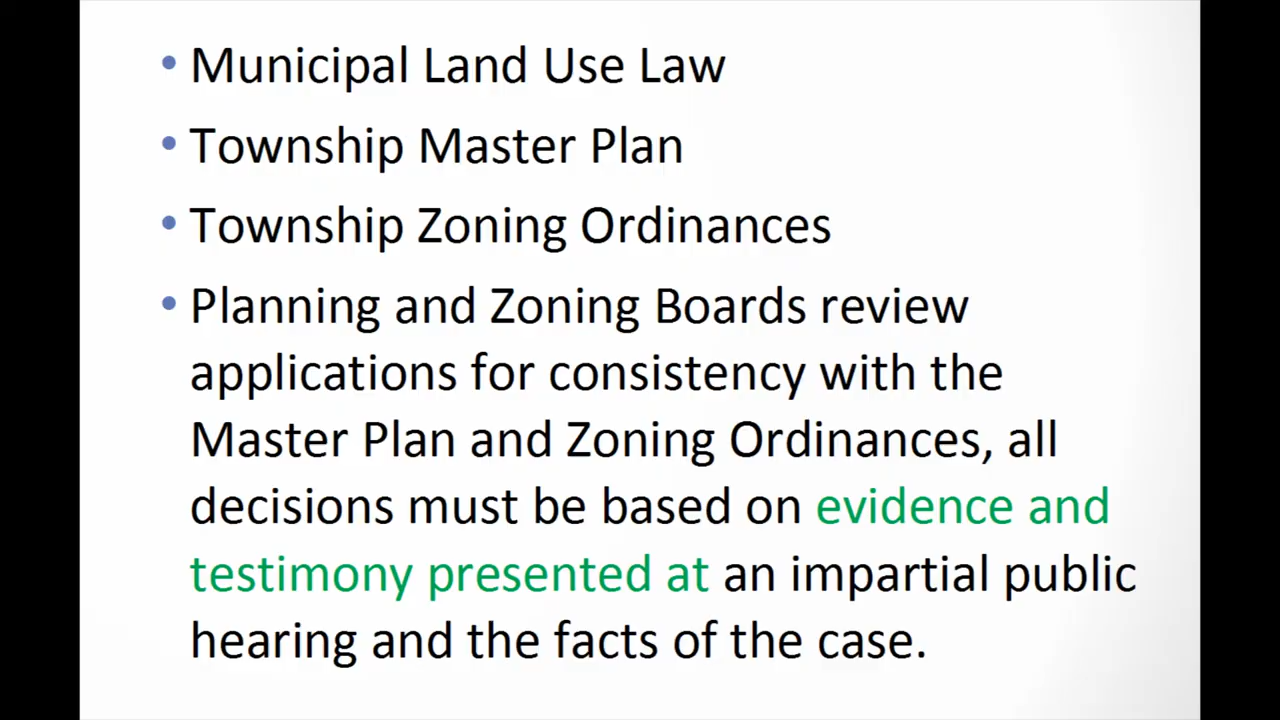 • Municipal Land Use Law
• Township Master Plan
• Township Zoning Ordinances
• Planning and Zoning Boards review
applications for consistency with the
Master Plan and Zoning Ordinances, all
decisions must be based on evidence and
testimony presented at an impartial public
hearing and the facts of the case.